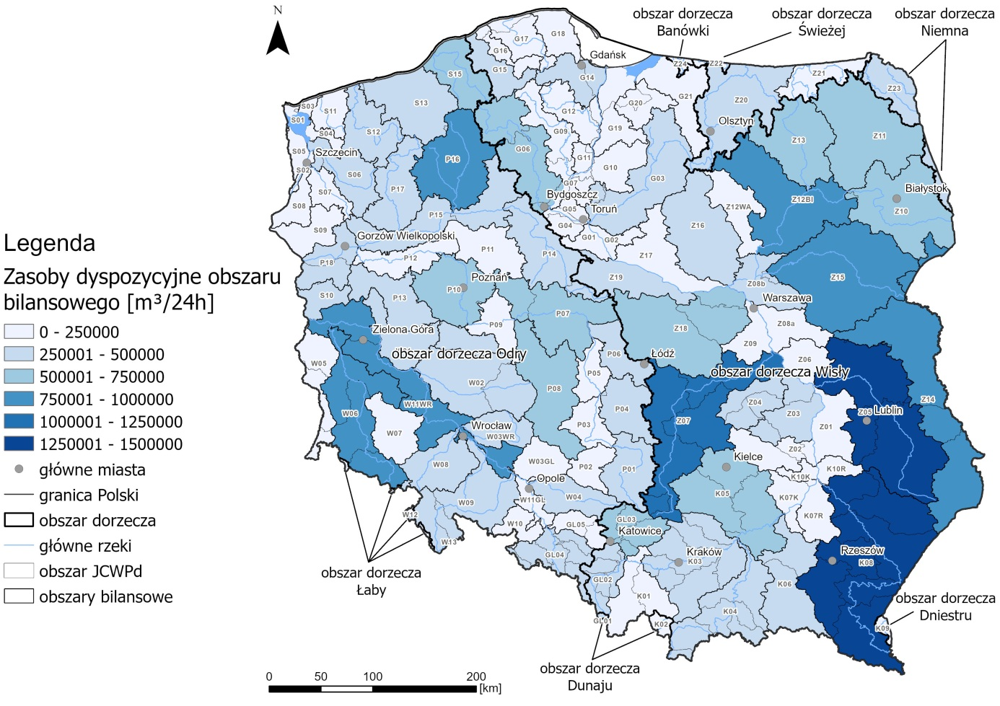 N
obszar dorzecza
Banówki
obszar dorzecza
Świeżej
obszar dorzecza
Niemna
Legenda
Zasoby dyspozycyjne obszaru
bilansowego [m³/24h]
0 - 250000
250001 - 500000
500001 - 750000
750001 - 1000000
1000001 - 1250000
1250001 - 1500000
główne miasta
granica Polski
obszar dorzecza
główne rzeki
obszar JCWPd
obszary bilansowe
G17
G18
G16
Gdańsk
Z24
Z22
S15
G15
G14
Z21
Z23
S13
G21
Z20
S03
S11
G12
G20
S01
Olsztyn
S04
S12
G09
G19
Z13
Z11
S05
Szczecin
G06
G11
P16
S02
S06
G10
G03
G07
S07
P17
Bydgoszcz
Białystok
Z12BI
S08
G05
Toruń
Z12WA
Z10
P15
G04
Z16
S09
Gorzów Wielkopolski
G01
G02
P11
P14
Z17
P18
P12
Poznań
Z19
Z15
P10
Z08b
S10
P13
Warszawa
P07
P09
Z18
Z08a
Zielona Góra
Z09
obszar dorzecza Odry
P06
Łódź
W05
Z06
P05
obszar dorzecza Wisły
W02
P08
W11WR
Z04
Z14
W06
P04
Z07
Z03
Z05
Lublin
Wrocław
P03
Z01
W07
W03WR
Z02
W08
W03GL
P02
P01
Kielce
K10K
K10R
Opole
K05
K07K
W09
W11GL
W04
K07R
W12
W10
GL05
GL03
Katowice
W13
GL04
Kraków
K03
Rzeszów
K08
GL02
K06
K01
K04
GL01
K02
K09
obszar dorzecza
Łaby
obszar dorzecza
Dniestru
obszar dorzecza
Dunaju
0 50 100 200
[km]